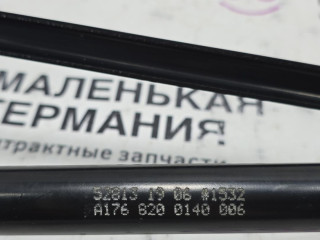 МАЛЕНЬКАЯ
ГЕРМАНИЯ
контрактные запчасти
52813 19 06 #1532
A176 820 0140 006